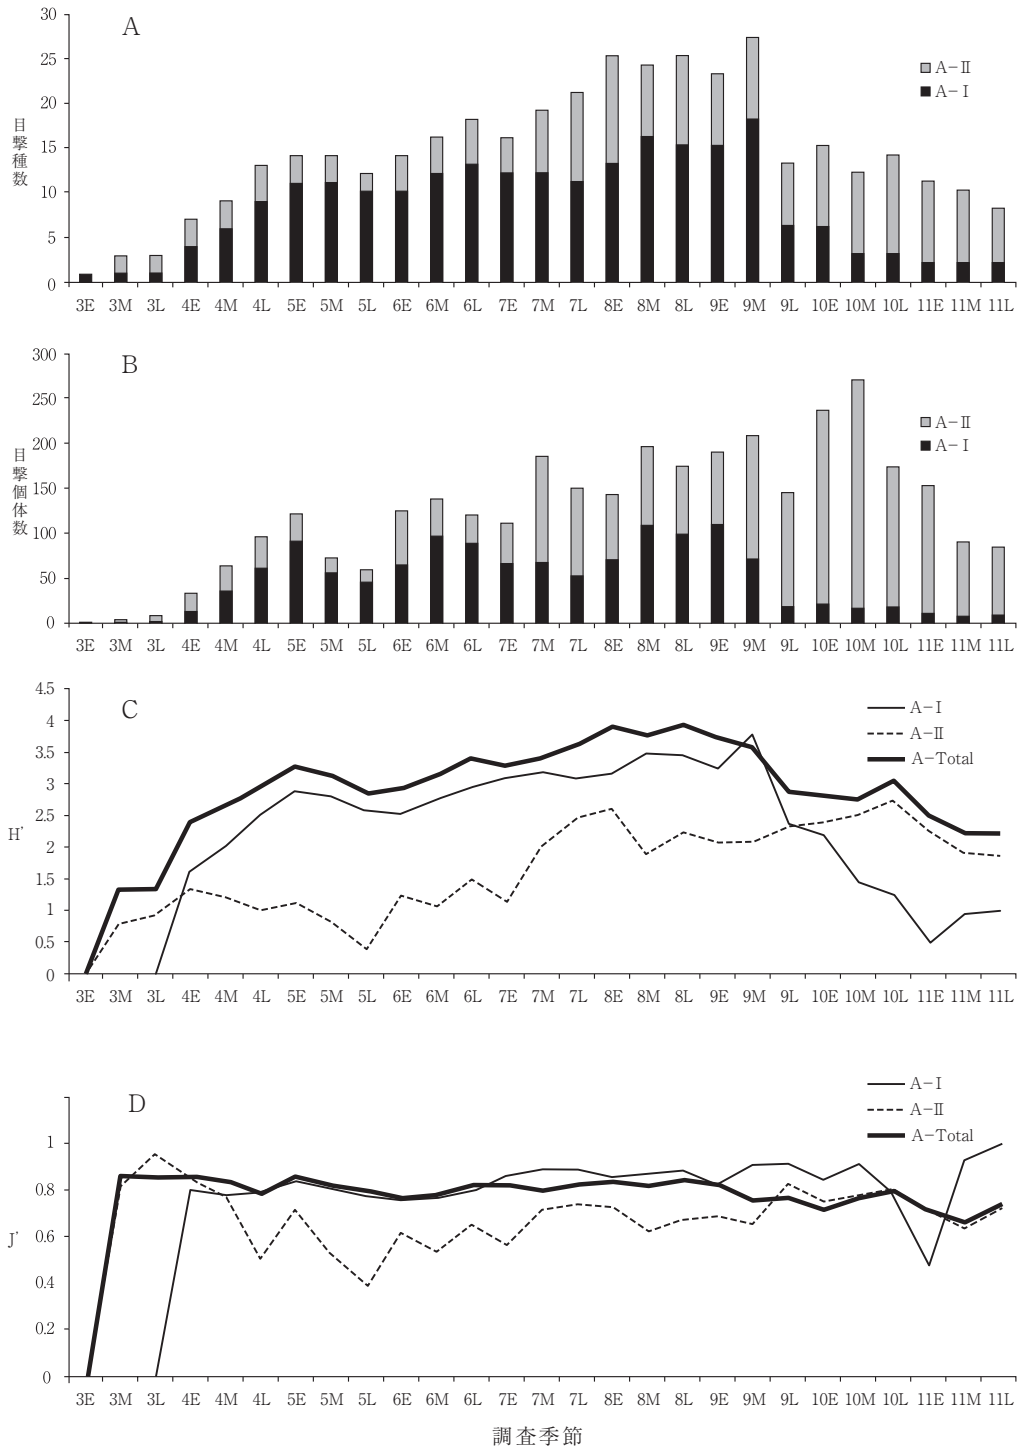 A
30
25
20
15
10
5
0
目撃種数
A-Ⅱ
A-Ⅰ
3E 3M 3L 4E 4M 4L 5E 5M 5L 6E 6M 6L 7E 7M 7L 8E 8M 8L 9E 9M 9L 10E 10M 10L 11E 11M 11L
B
300
250
200
150
100
50
0
目撃個体数
A-Ⅱ
A-Ⅰ
3E 3M 3L 4E 4M 4L 5E 5M 5L 6E 6M 6L 7E 7M 7L 8E 8M 8L 9E 9M 9L 10E 10M 10L 11E 11M 11L
C
4.5
4
3.5
3
2.5
2
1.5
1
0.5
0
H'
A-Ⅰ
A-Ⅱ
A-Total
3E 3M 3L 4E 4M 4L 5E 5M 5L 6E 6M 6L 7E 7M 7L 8E 8M 8L 9E 9M 9L 10E 10M 10L 11E 11M 11L
D
1
0.8
0.6
0.4
0.2
0
J'
A-Ⅰ
A-Ⅱ
A-Total
3E 3M 3L 4E 4M 4L 5E 5M 5L 6E 6M 6L 7E 7M 7L 8E 8M 8L 9E 9M 9L 10E 10M 10L 11E 11M 11L
調査季節